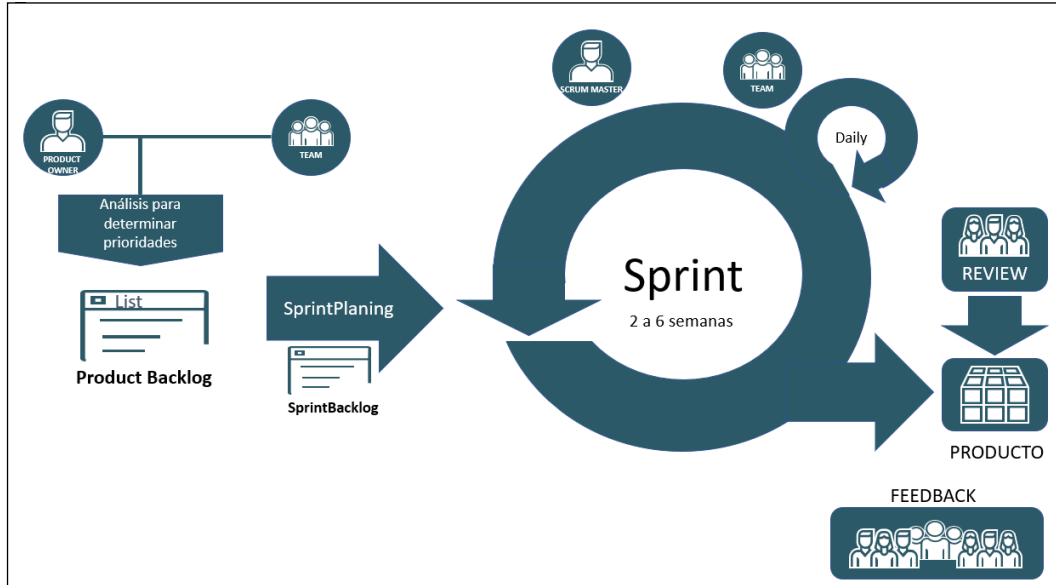 PRODUCT
OWNER
TEAM
Análisis para
determinar
prioridades
List
Product Backlog
SprintPlaning
SprintBacklog
SCRUM MASTER
TEAM
Daily
Sprint
2 a 6 semanas
REVIEW
PRODUCTO
FEEDBACK